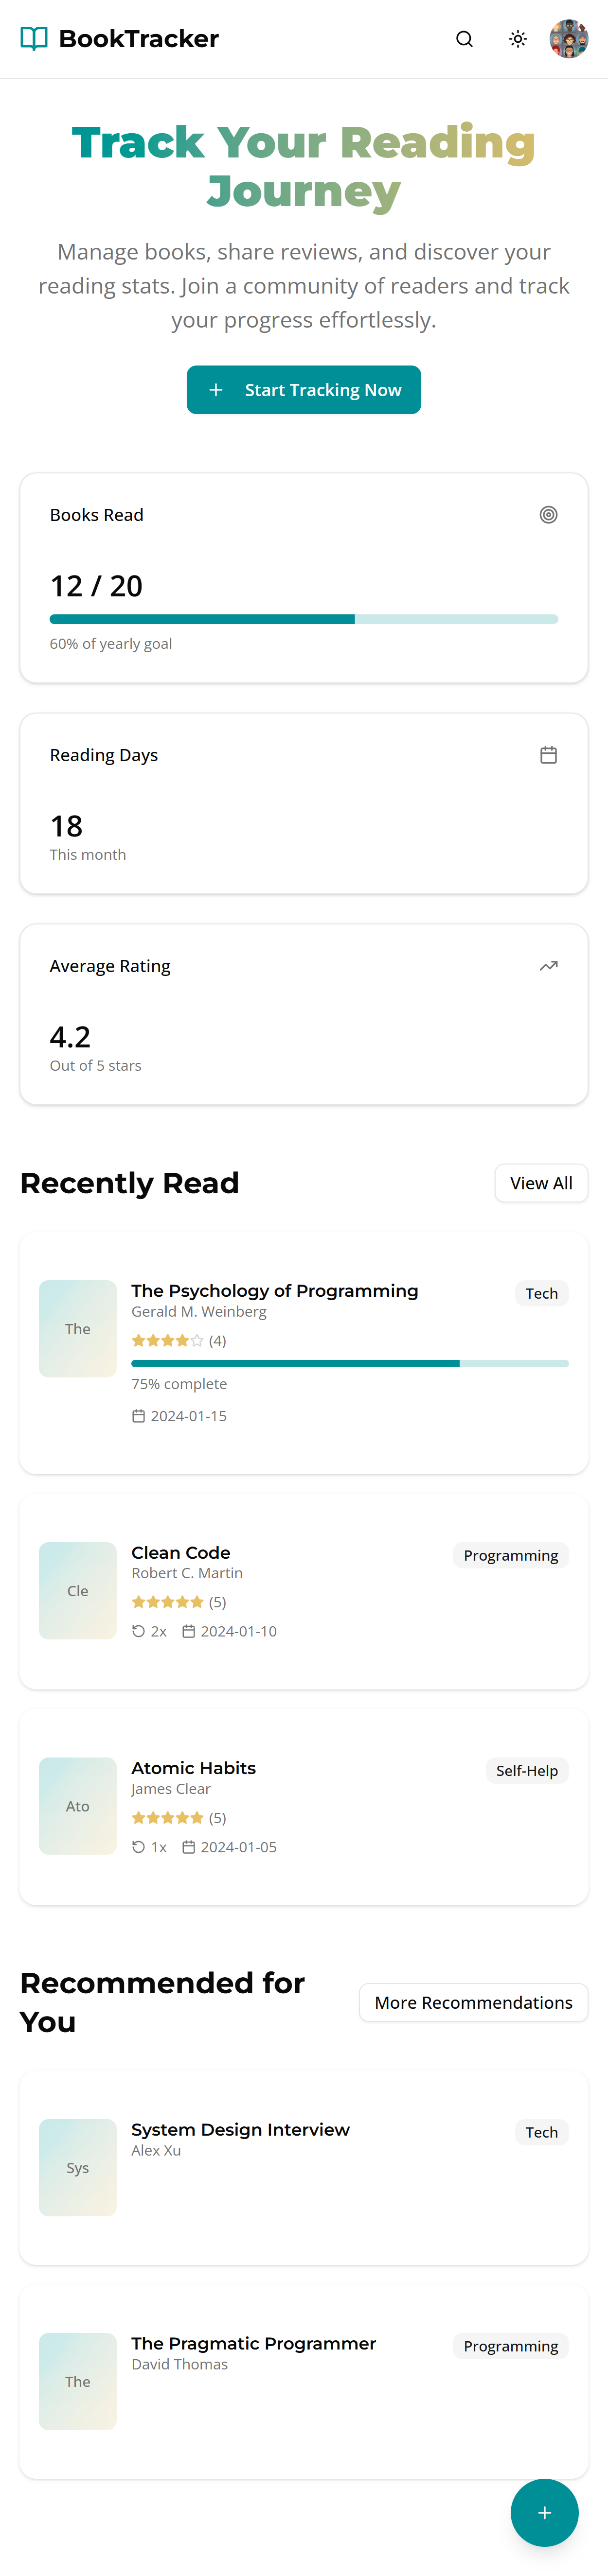 BookTracker
Track Your Reading
Journey
Manage books, share reviews, and discover your
reading stats. Join a community of readers and track
your progress effortlessly.
Start Tracking Now
Books Read
12 / 20
60% of yearly goal
Reading Days
18
This month
Average Rating
4.2
Out of 5 stars
Recently Read
View All
The
The Psychology of Programming
Tech
Gerald M. Weinberg
(4)
75% complete
2024-01-15
Cle
Clean Code
Programming
Robert C. Martin
(5)
2x 2024-01-10
Ato
Atomic Habits
Self-Help
James Clear
(5)
1x 2024-01-05
Recommended for
You
More Recommendations
Sys
System Design Interview
Tech
Alex Xu
The
The Pragmatic Programmer
Programming
David Thomas